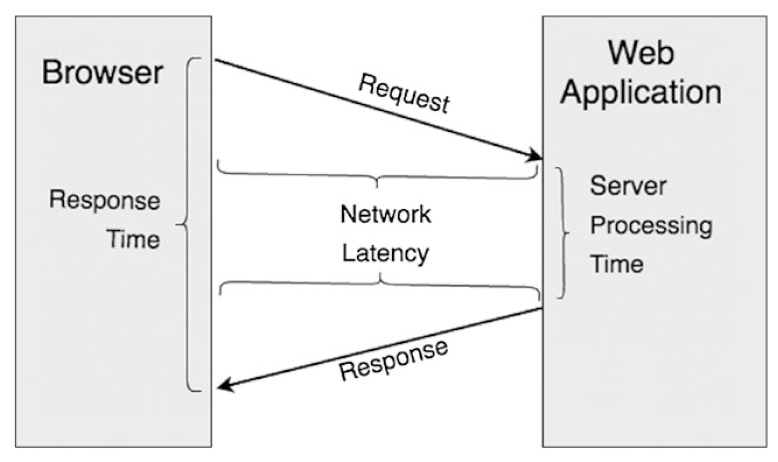 Browser
Web
Application
Request
Response
Time
Network
Latency
Server
Processing
Time
Response